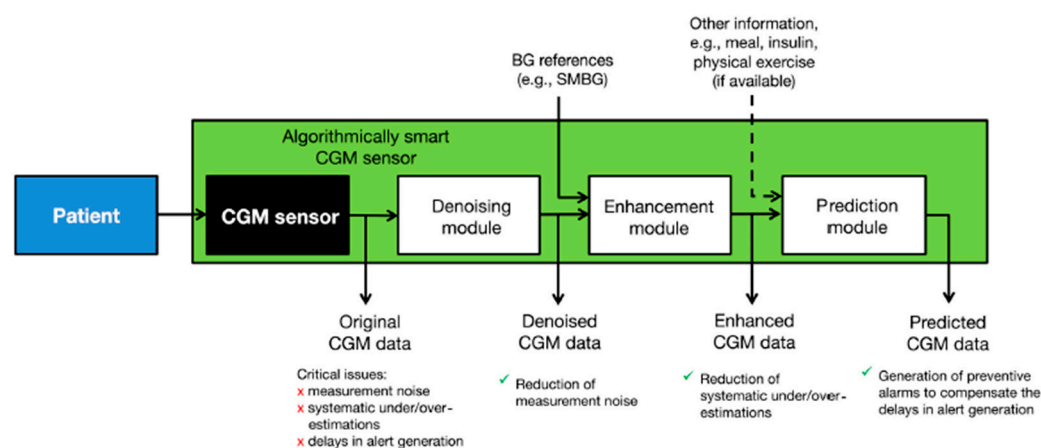 Other information,
e.g., meal, insulin,
physical exercise
(if available)
BG references
(e.g., SMBG)
Algorithmically smart
CGM sensor
Patient
CGM sensor
Denoising
module
Enhancement
module
Prediction
module
Original
CGM data
Critical issues:
x measurement noise
x systematic under/over-
estimations
x delays in alert generation
Denoised
CGM data
✓ Reduction of
measurement noise
Enhanced
CGM data
✓ Reduction of
systematic under/over-
estimations
Predicted
CGM data
✓ Generation of preventive
alarms to compensate the
delays in alert generation